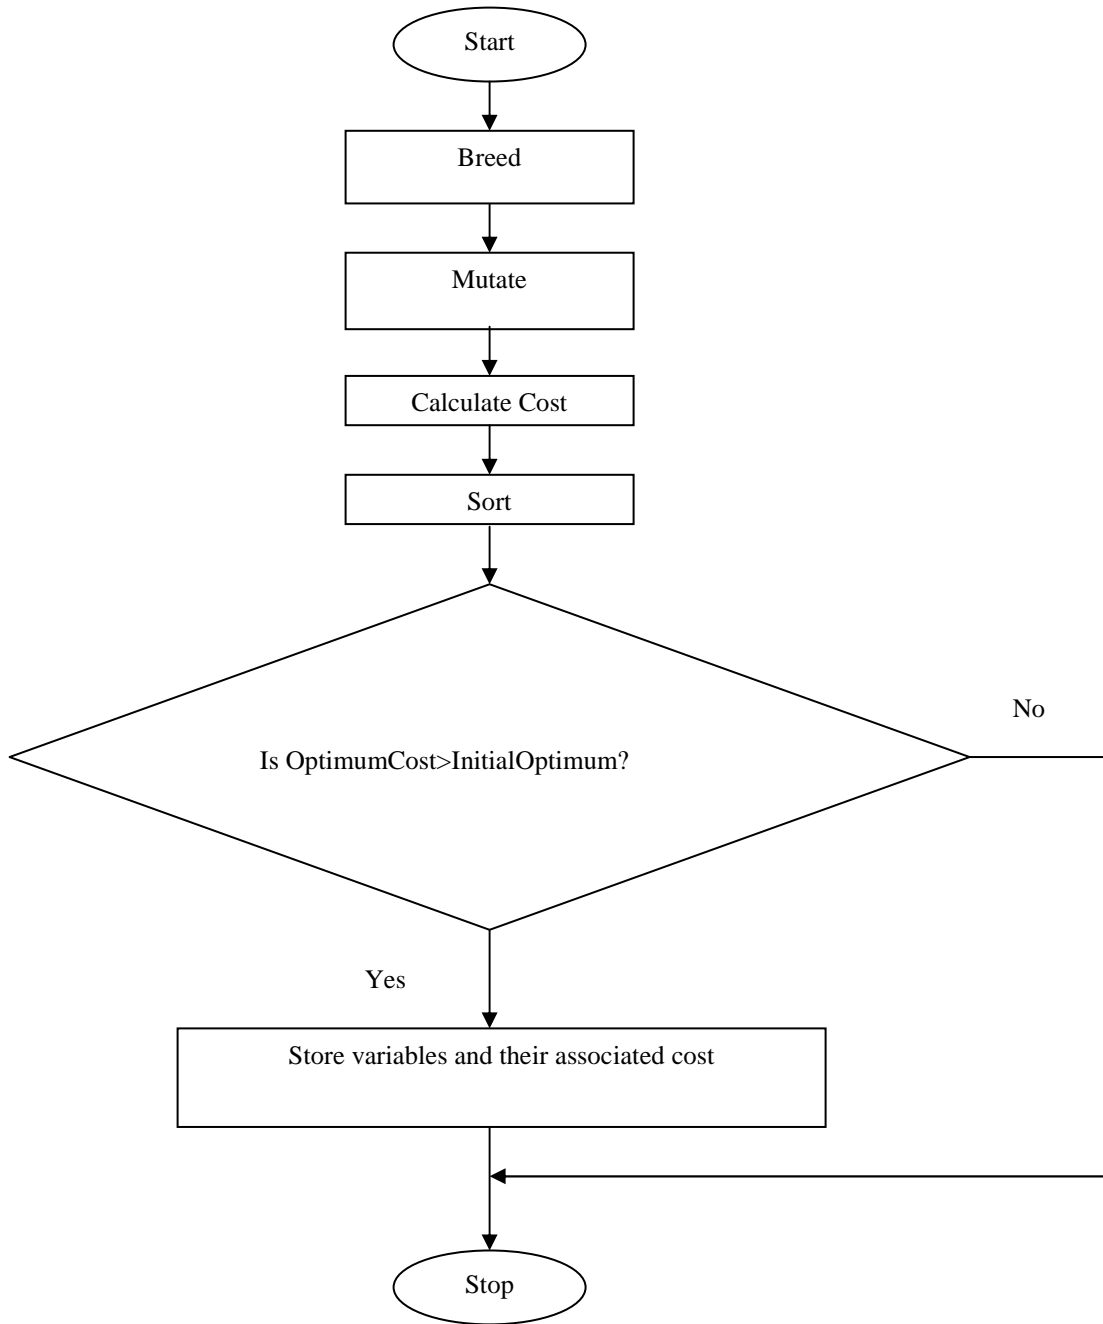 Start
Breed
Mutate
Calculate Cost
Sort
No
Is OptimumCost>InitialOptimum?
Yes
Store variables and their associated cost
Stop